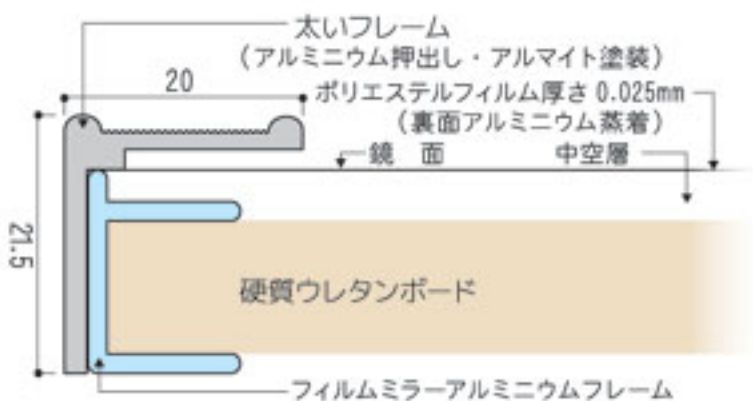 太いフレーム
(アルミニウム押出し・アルマイト塗装)
20
ポリエステルフィルム厚さ 0.025mm
(裏面アルミニウム蒸着)
鏡 面
中空層
21.5
硬質ウレタンボード
フィルムミラーアルミニウムフレーム